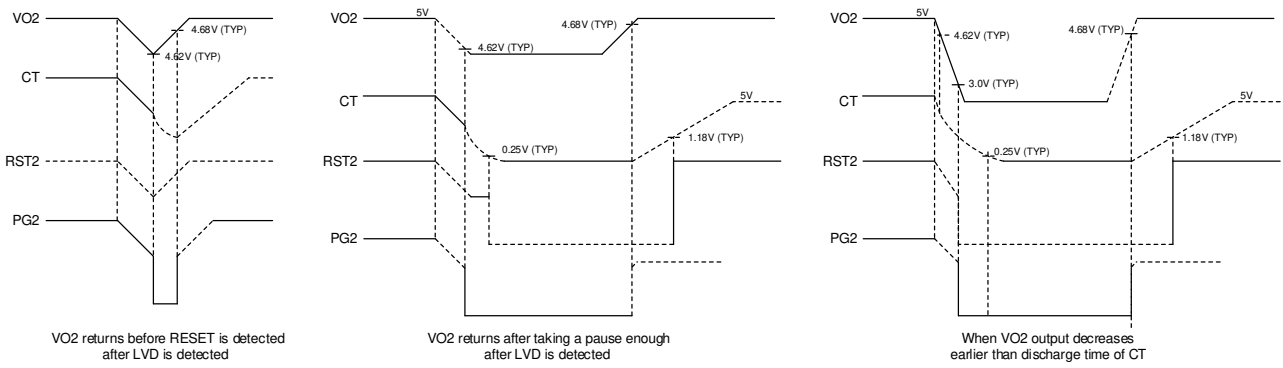 VO2
4.68V (TYP)
4.62V (TYP)
CT
RST2
PG2
VO2 returns before RESET is detected
after LVD is detected
VO2
5V
4.68V (TYP)
4.62V (TYP)
CT
5V
1.18V (TYP)
0.25V (TYP)
RST2
PG2
VO2 returns after taking a pause enough
after LVD is detected
VO2
5V
4.62V (TYP)
4.68V (TYP)
3.0V (TYP)
CT
5V
1.18V (TYP)
0.25V (TYP)
RST2
PG2
When VO2 output decreases
earlier than discharge time of CT